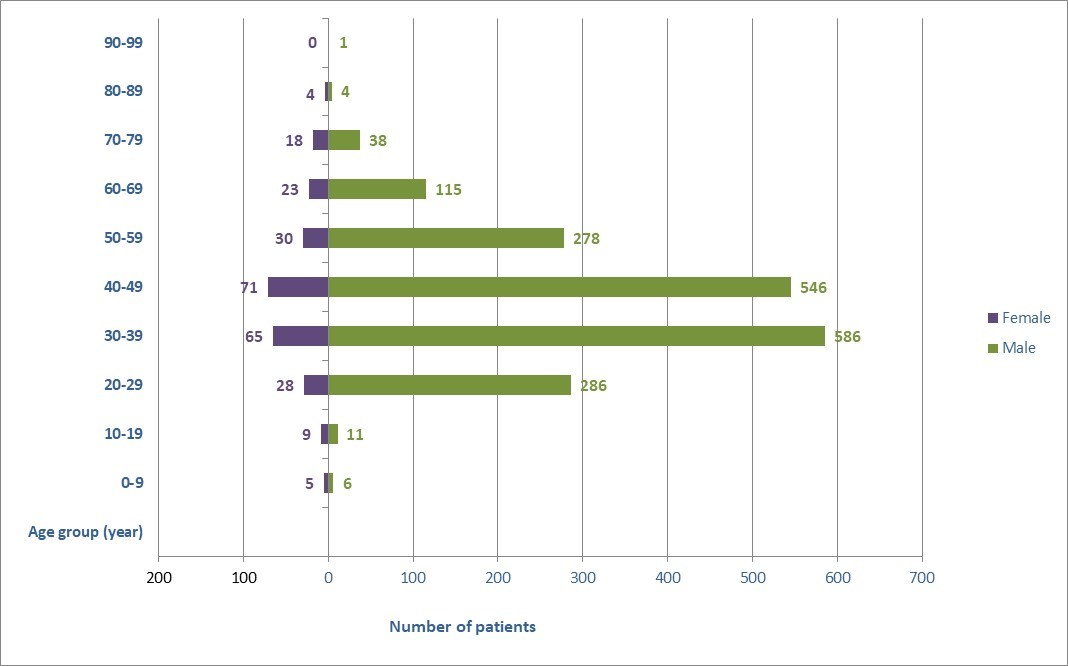 90-99 0 1
80-89 4 4
70-79 18 38
60-69 23 115
50-59 30 278
40-49 71 546
30-39 65 586
20-29 28 286
10-19 9 11
0-9 5 6
Age group (year)
200 100 0 100 200 300 400 500 600 700
Number of patients
Female
Male